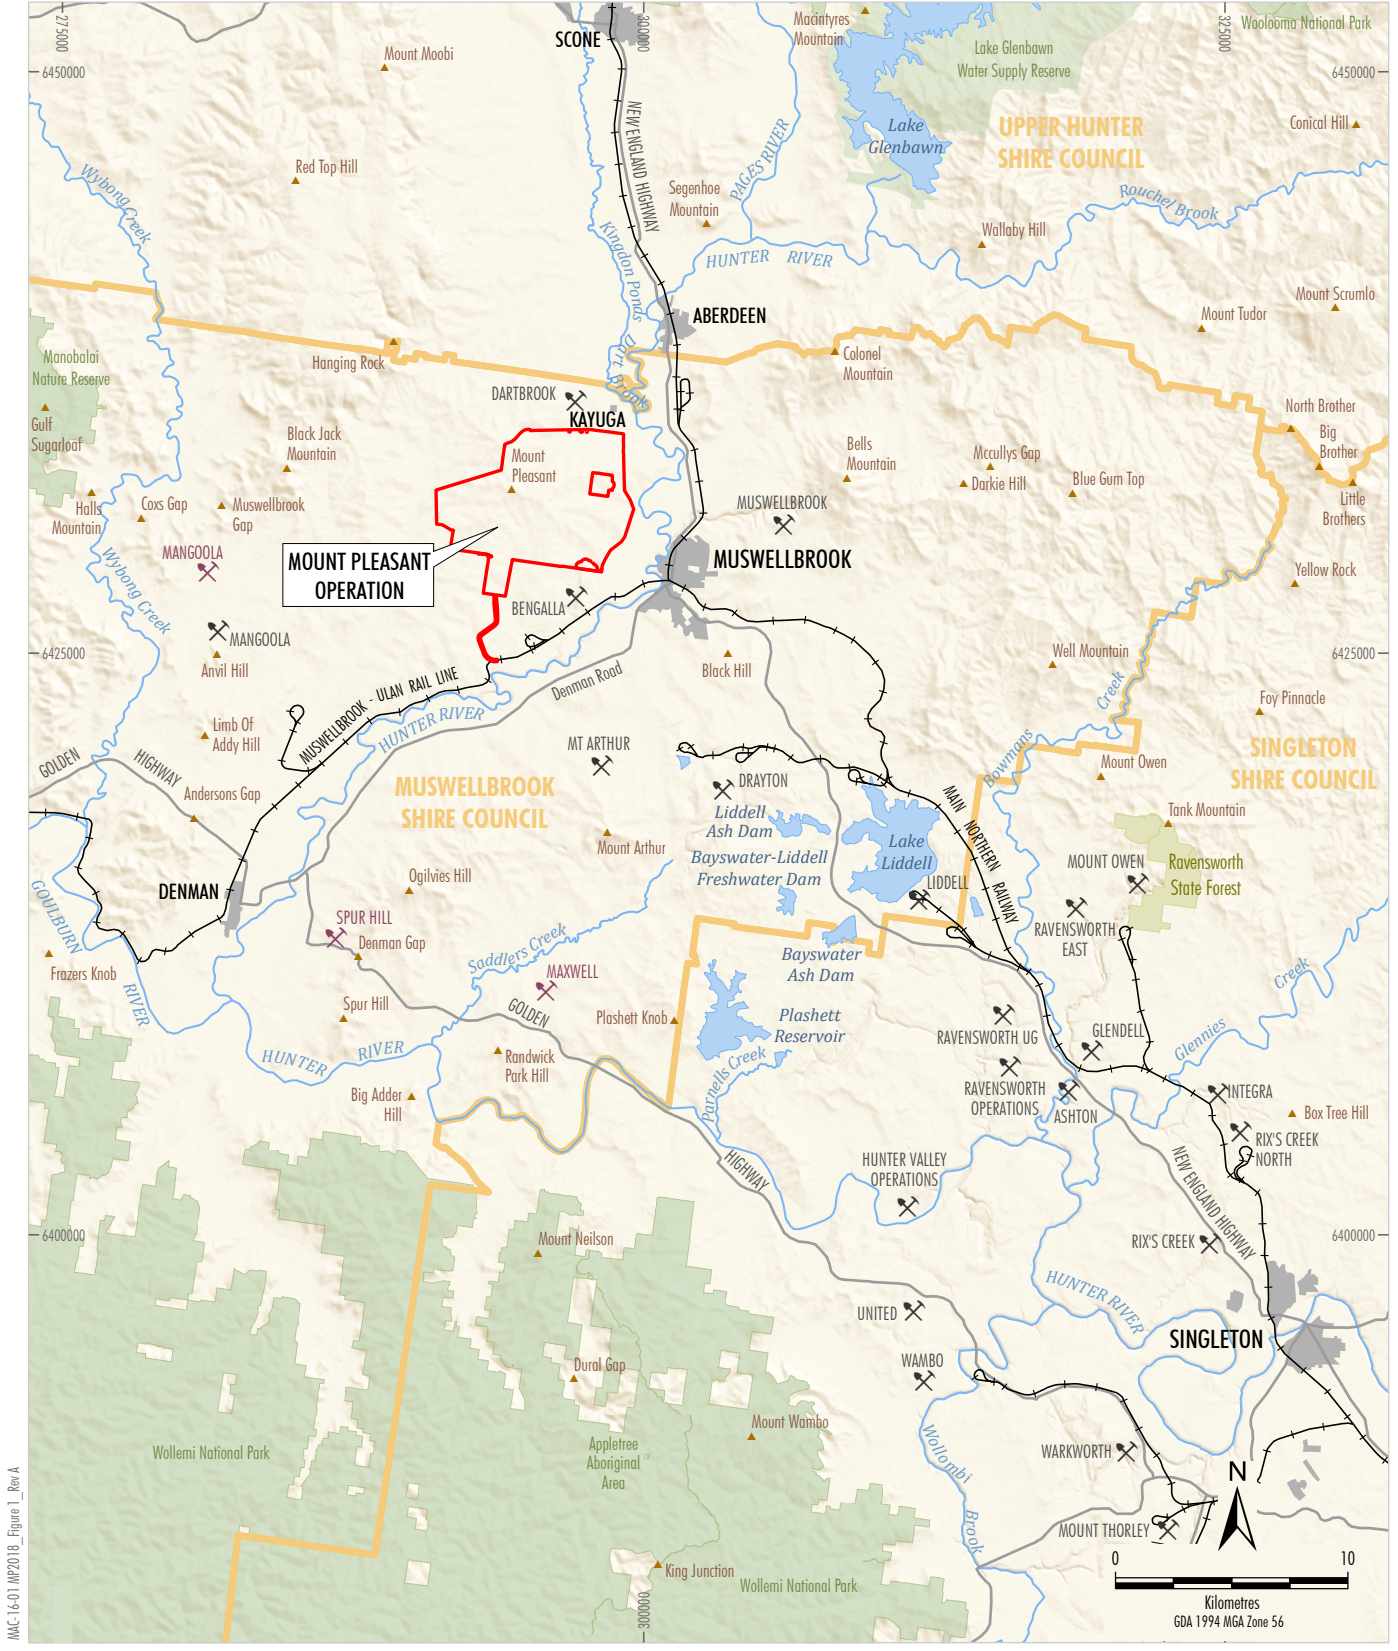 275000
300000
325000
SCONE
Macintyres
Mountain
Woolooma National Park
Lake Glenbawn
Water Supply Reserve
Mount Moobi
6450000
6450000
NEW ENGLAND HIGHWAY
UPPER HUNTER
SHIRE COUNCIL
Conical Hill
Lake
Glenbawn
PAGES RIVER
Wybong Creek
Red Top Hill
Segenhoe
Mountain
Rouchel Brook
Wallaby Hill
Kingdon Ponds
HUNTER RIVER
Mount Scrumlo
Mount Tudor
ABERDEEN
Manobalai
Nature Reserve
Hanging Rock
Dart Brook
Colonel
Mountain
DARTBROOK
KAYUGA
Gulf
Sugarloaf
Black Jack
Mountain
Mount
Pleasant
Bells
Mountain
Mccullys Gap
Darkie Hill
Blue Gum Top
North Brother
Big
Brother
Little
Brothers
Halls
Mountain
Coxs Gap
Muswellbrook
Gap
MUSWELLBROOK
MANGOOLA
MOUNT PLEASANT
OPERATION
MUSWELLBROOK
Yellow Rock
Wybong Creek
BENGALLA
MANGOOLA
Anvil Hill
6425000
6425000
Black Hill
Well Mountain
MUSWELLBROOK - ULAN RAIL LINE
Denman Road
Creek
Foy Pinnacle
HUNTER RIVER
Limb Of
Addy Hill
GOLDEN
HIGHWAY
MT ARTHUR
Bowmans
SINGLETON
SHIRE COUNCIL
Mount Owen
DRAYTON
Andersons Gap
MUSWELLBROOK
SHIRE COUNCIL
MAIN NORTHERN RAILWAY
Liddell
Ash Dam
Tank Mountain
Mount Arthur
Lake
Liddell
Bayswater-Liddell
Freshwater Dam
MOUNT OWEN
Ravensworth
State Forest
GOULBURN
RIVER
DENMAN
Ogilvies Hill
LIDDELL
SPUR HILL
Denman Gap
RAVENSWORTH
EAST
Saddlers Creek
Bayswater
Ash Dam
Frazers Knob
MAXWELL
Creek
Spur Hill
GOLDEN
Plashett Knob
Plashett
Reservoir
RAVENSWORTH UG
GLENDELL
Glennies
HUNTER RIVER
Randwick
Park Hill
Parnells Creek
RAVENSWORTH
OPERATIONS
ASHTON
INTEGRA
Big Adder
Hill
Box Tree Hill
RIX'S CREEK
NORTH
HIGHWAY
HUNTER VALLEY
OPERATIONS
NEW ENGLAND HIGHWAY
6400000
6400000
Mount Neilson
RIX'S CREEK
HUNTER RIVER
UNITED
SINGLETON
WAMBO
Dural Gap
Mount Wambo
Wollombi
Brook
Wollemi National Park
Appletree
Aboriginal
Area
WARKWORTH
N
MOUNT THORLEY
King Junction
Wollemi National Park
0
10
Kilometres
GDA 1994 MGA Zone 56
300000
MAC-16-01 MP2018_Figure 1_Rev A